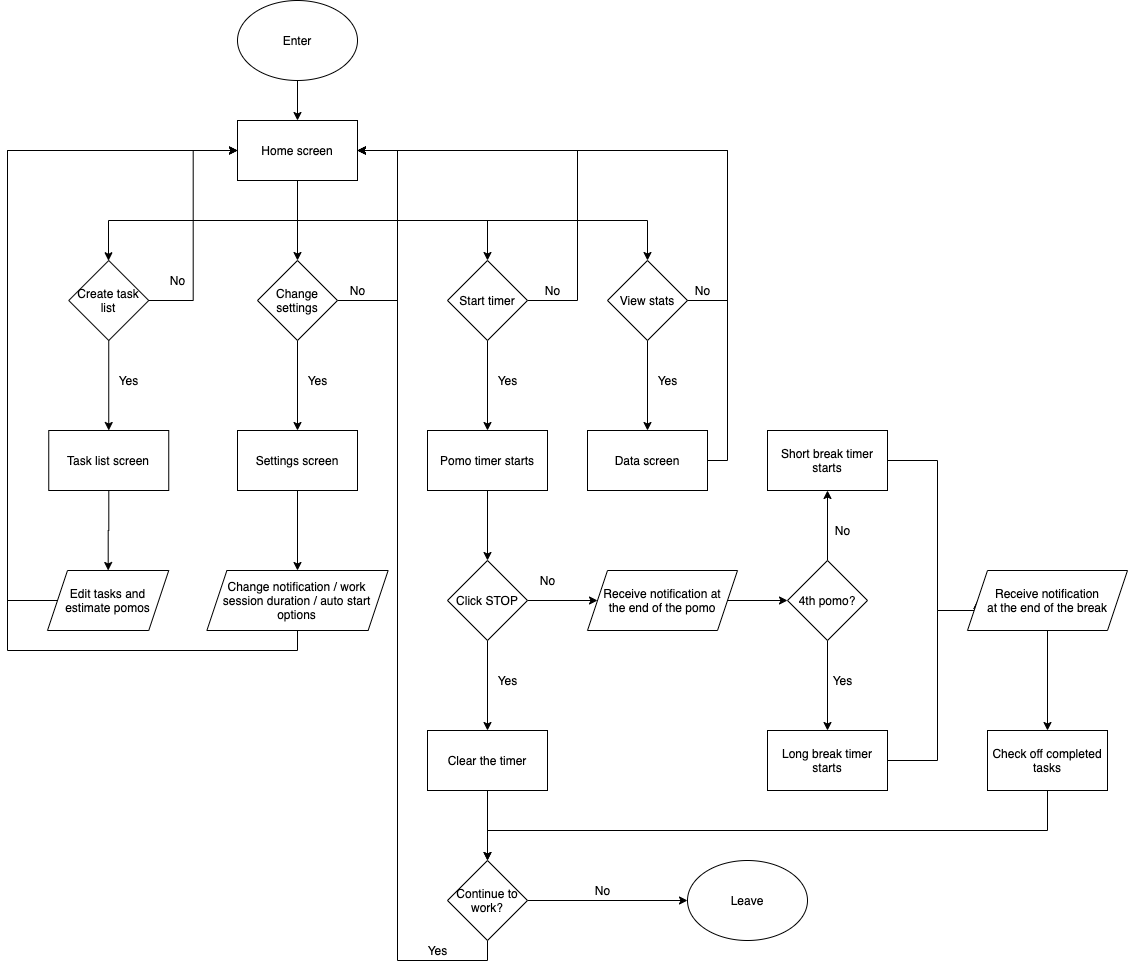 Enter
Home screen
No
No
No
No
Create task
list
Change
settings
Start timer
View stats
Yes
Yes
Yes
Yes
Task list screen
Settings screen
Pomo timer starts
Data screen
Short break timer
starts
No
No
Edit tasks and
estimate pomos
Change notification / work
session duration / auto start
options
Click STOP
Receive notification at
the end of the pomo
4th pomo?
Receive notification
at the end of the break
Yes
Yes
Clear the timer
Long break timer
starts
Check off completed
tasks
Continue to
work?
No
Leave
Yes